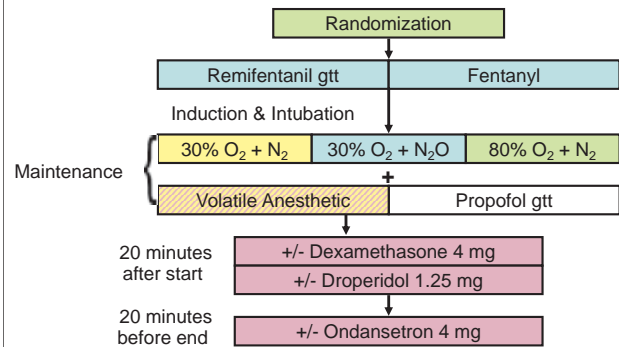 Randomization
Remifentanil gtt Fentanyl
Induction & Intubation
Maintenance
30% O₂ + N₂ 30% O₂ + N₂O 80% O₂ + N₂
+
Volatile Anesthetic Propofol gtt
20 minutes
after start
+/- Dexamethasone 4 mg
+/- Droperidol 1.25 mg
20 minutes
before end
+/- Ondansetron 4 mg